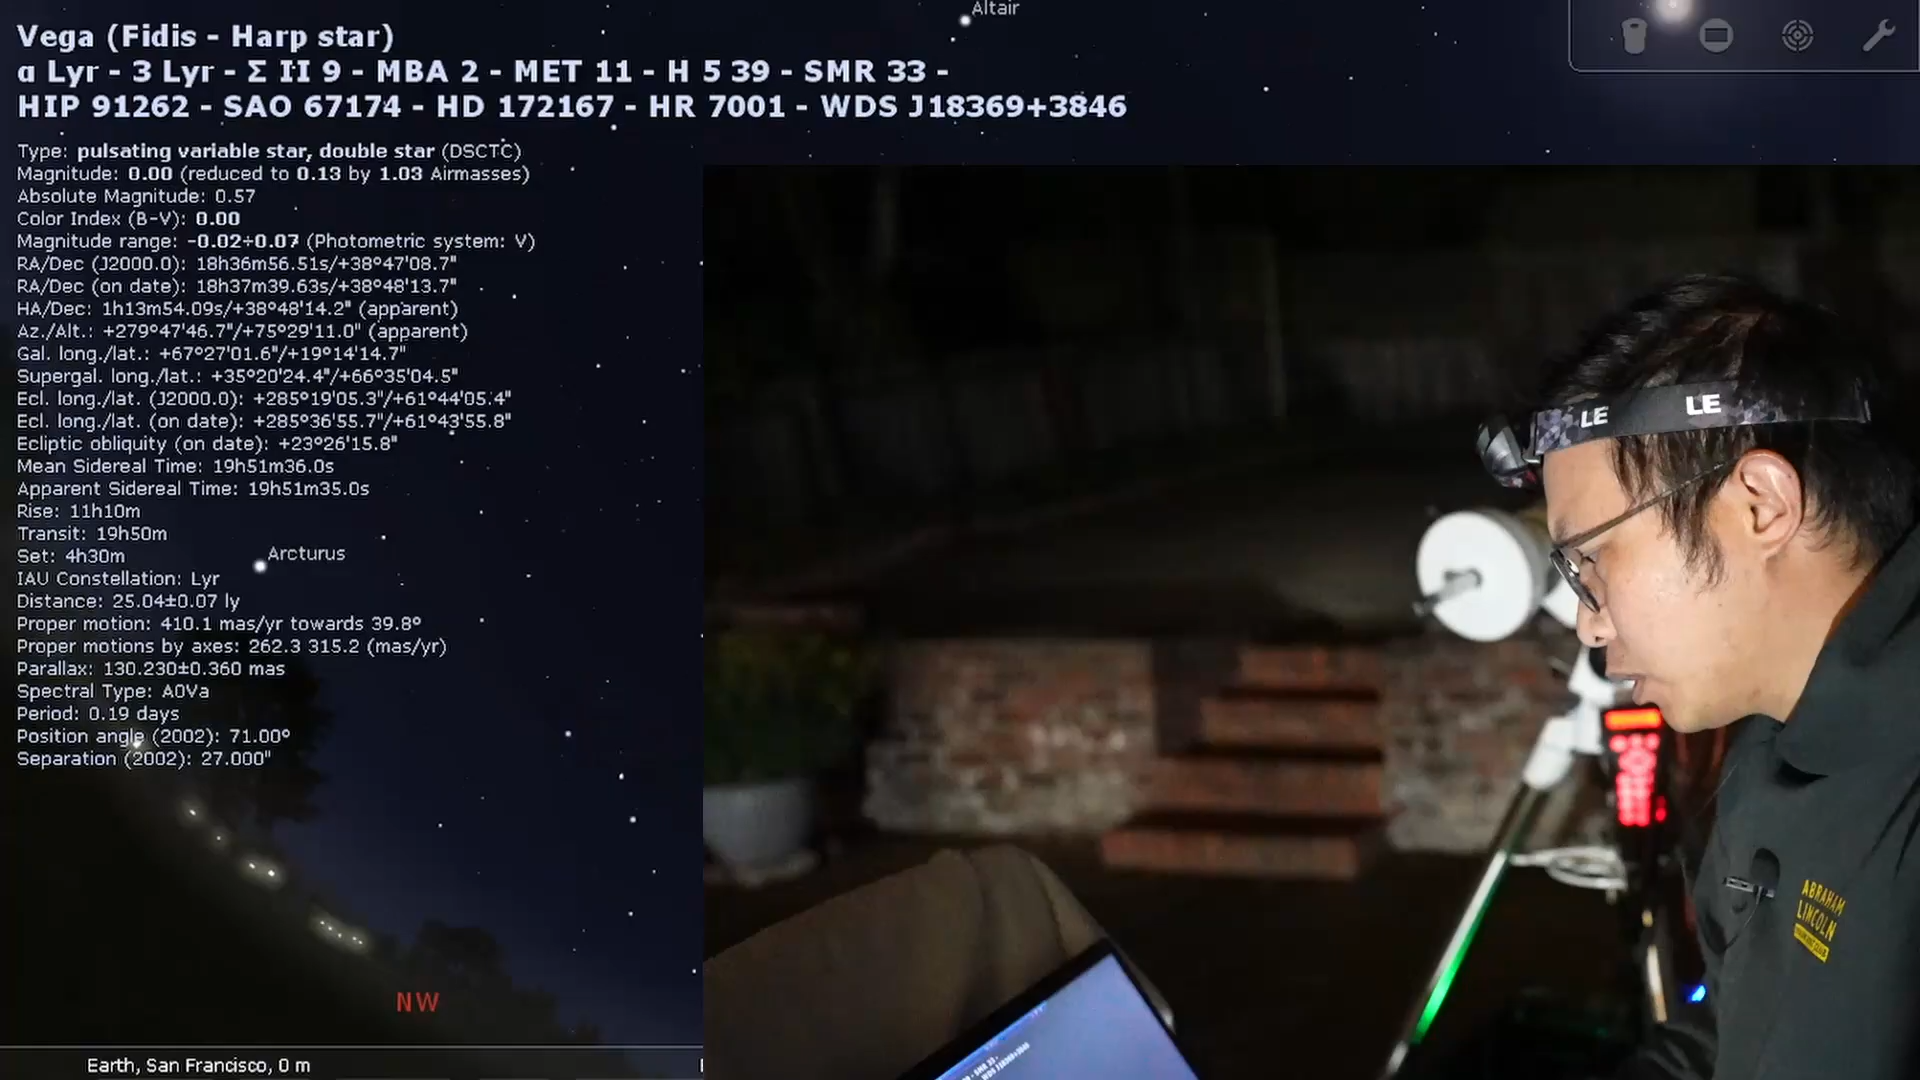 Altair
Vega (Fidis - Harp star)
α Lyr - 3 Lyr - Σ II 9 - MBA 2 - MET 11 - H 5 39 - SMR 33 -
HIP 91262 - SAO 67174 - HD 172167 - HR 7001 - WDS J18369+3846
Type: pulsating variable star, double star (DSCTC)
Magnitude: 0.00 (reduced to 0.13 by 1.03 Airmasses)
Absolute Magnitude: 0.57
Color Index (B-V): 0.00
Magnitude range: -0.02÷0.07 (Photometric system: V)
RA/Dec (J2000.0): 18h36m56.51s/+38°47'08.7"
RA/Dec (on date): 18h37m39.63s/+38°48'13.7"
HA/Dec: 1h13m54.09s/+38°48'14.2" (apparent)
Az./Alt.: +279°47'46.7"/+75°29'11.0" (apparent)
Gal. long./lat.: +67°27'01.6"/+19°14'14.7"
Supergal. long./lat.: +35°20'24.4"/+66°35'04.5"
Ecl. long./lat. (J2000.0): +285°19'05.3"/+61°44'05.4"
Ecl. long./lat. (on date): +285°36'55.7"/+61°43'55.8"
Ecliptic obliquity (on date): +23°26'15.8"
Mean Sidereal Time: 19h51m36.0s
Apparent Sidereal Time: 19h51m35.0s
Rise: 11h10m
Transit: 19h50m
Set: 4h30m
Arcturus
IAU Constellation: Lyr
Distance: 25.04±0.07 ly
Proper motion: 410.1 mas/yr towards 39.8°
Proper motions by axes: 262.3 315.2 (mas/yr)
Parallax: 130.230±0.360 mas
Spectral Type: A0Va
Period: 0.19 days
Position angle (2002): 71.00°
Separation (2002): 27.000"
NW
Earth, San Francisco, 0 m
LE LE
ABRAHAM
LINCOLN
SMR 33 -
WDS J18369+3846